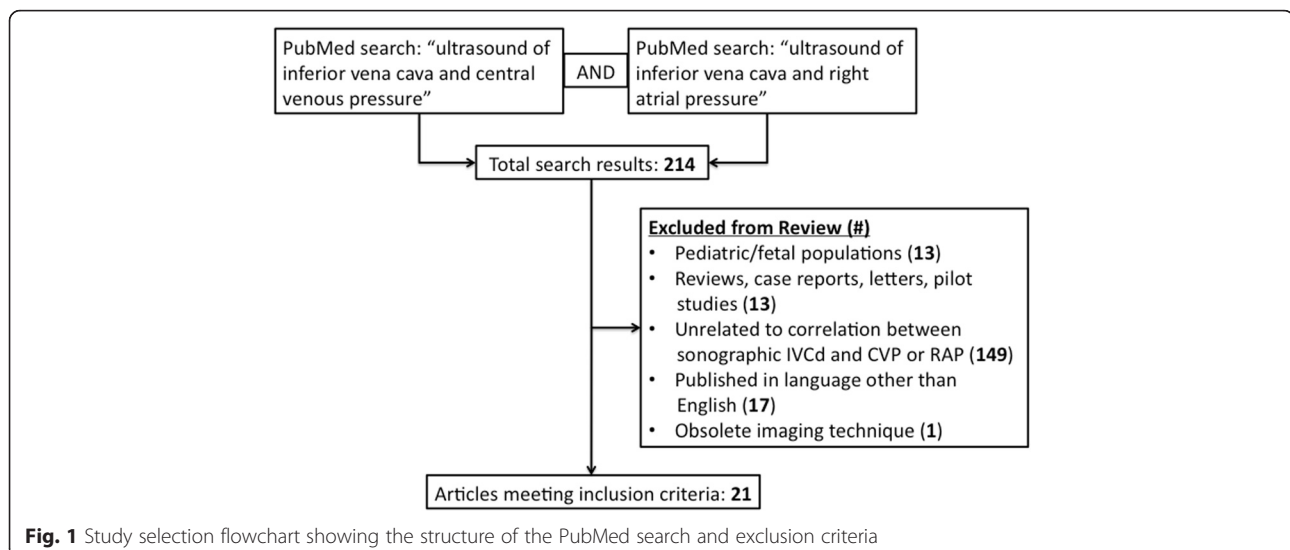 PubMed search: “ultrasound of
inferior vena cava and central
venous pressure”
AND
PubMed search: “ultrasound of
inferior vena cava and right
atrial pressure”
Total search results: 214
Excluded from Review (#)
• Pediatric/fetal populations (13)
• Reviews, case reports, letters, pilot
studies (13)
• Unrelated to correlation between
sonographic IVCd and CVP or RAP (149)
• Published in language other than
English (17)
• Obsolete imaging technique (1)
Articles meeting inclusion criteria: 21
Fig. 1 Study selection flowchart showing the structure of the PubMed search and exclusion criteria